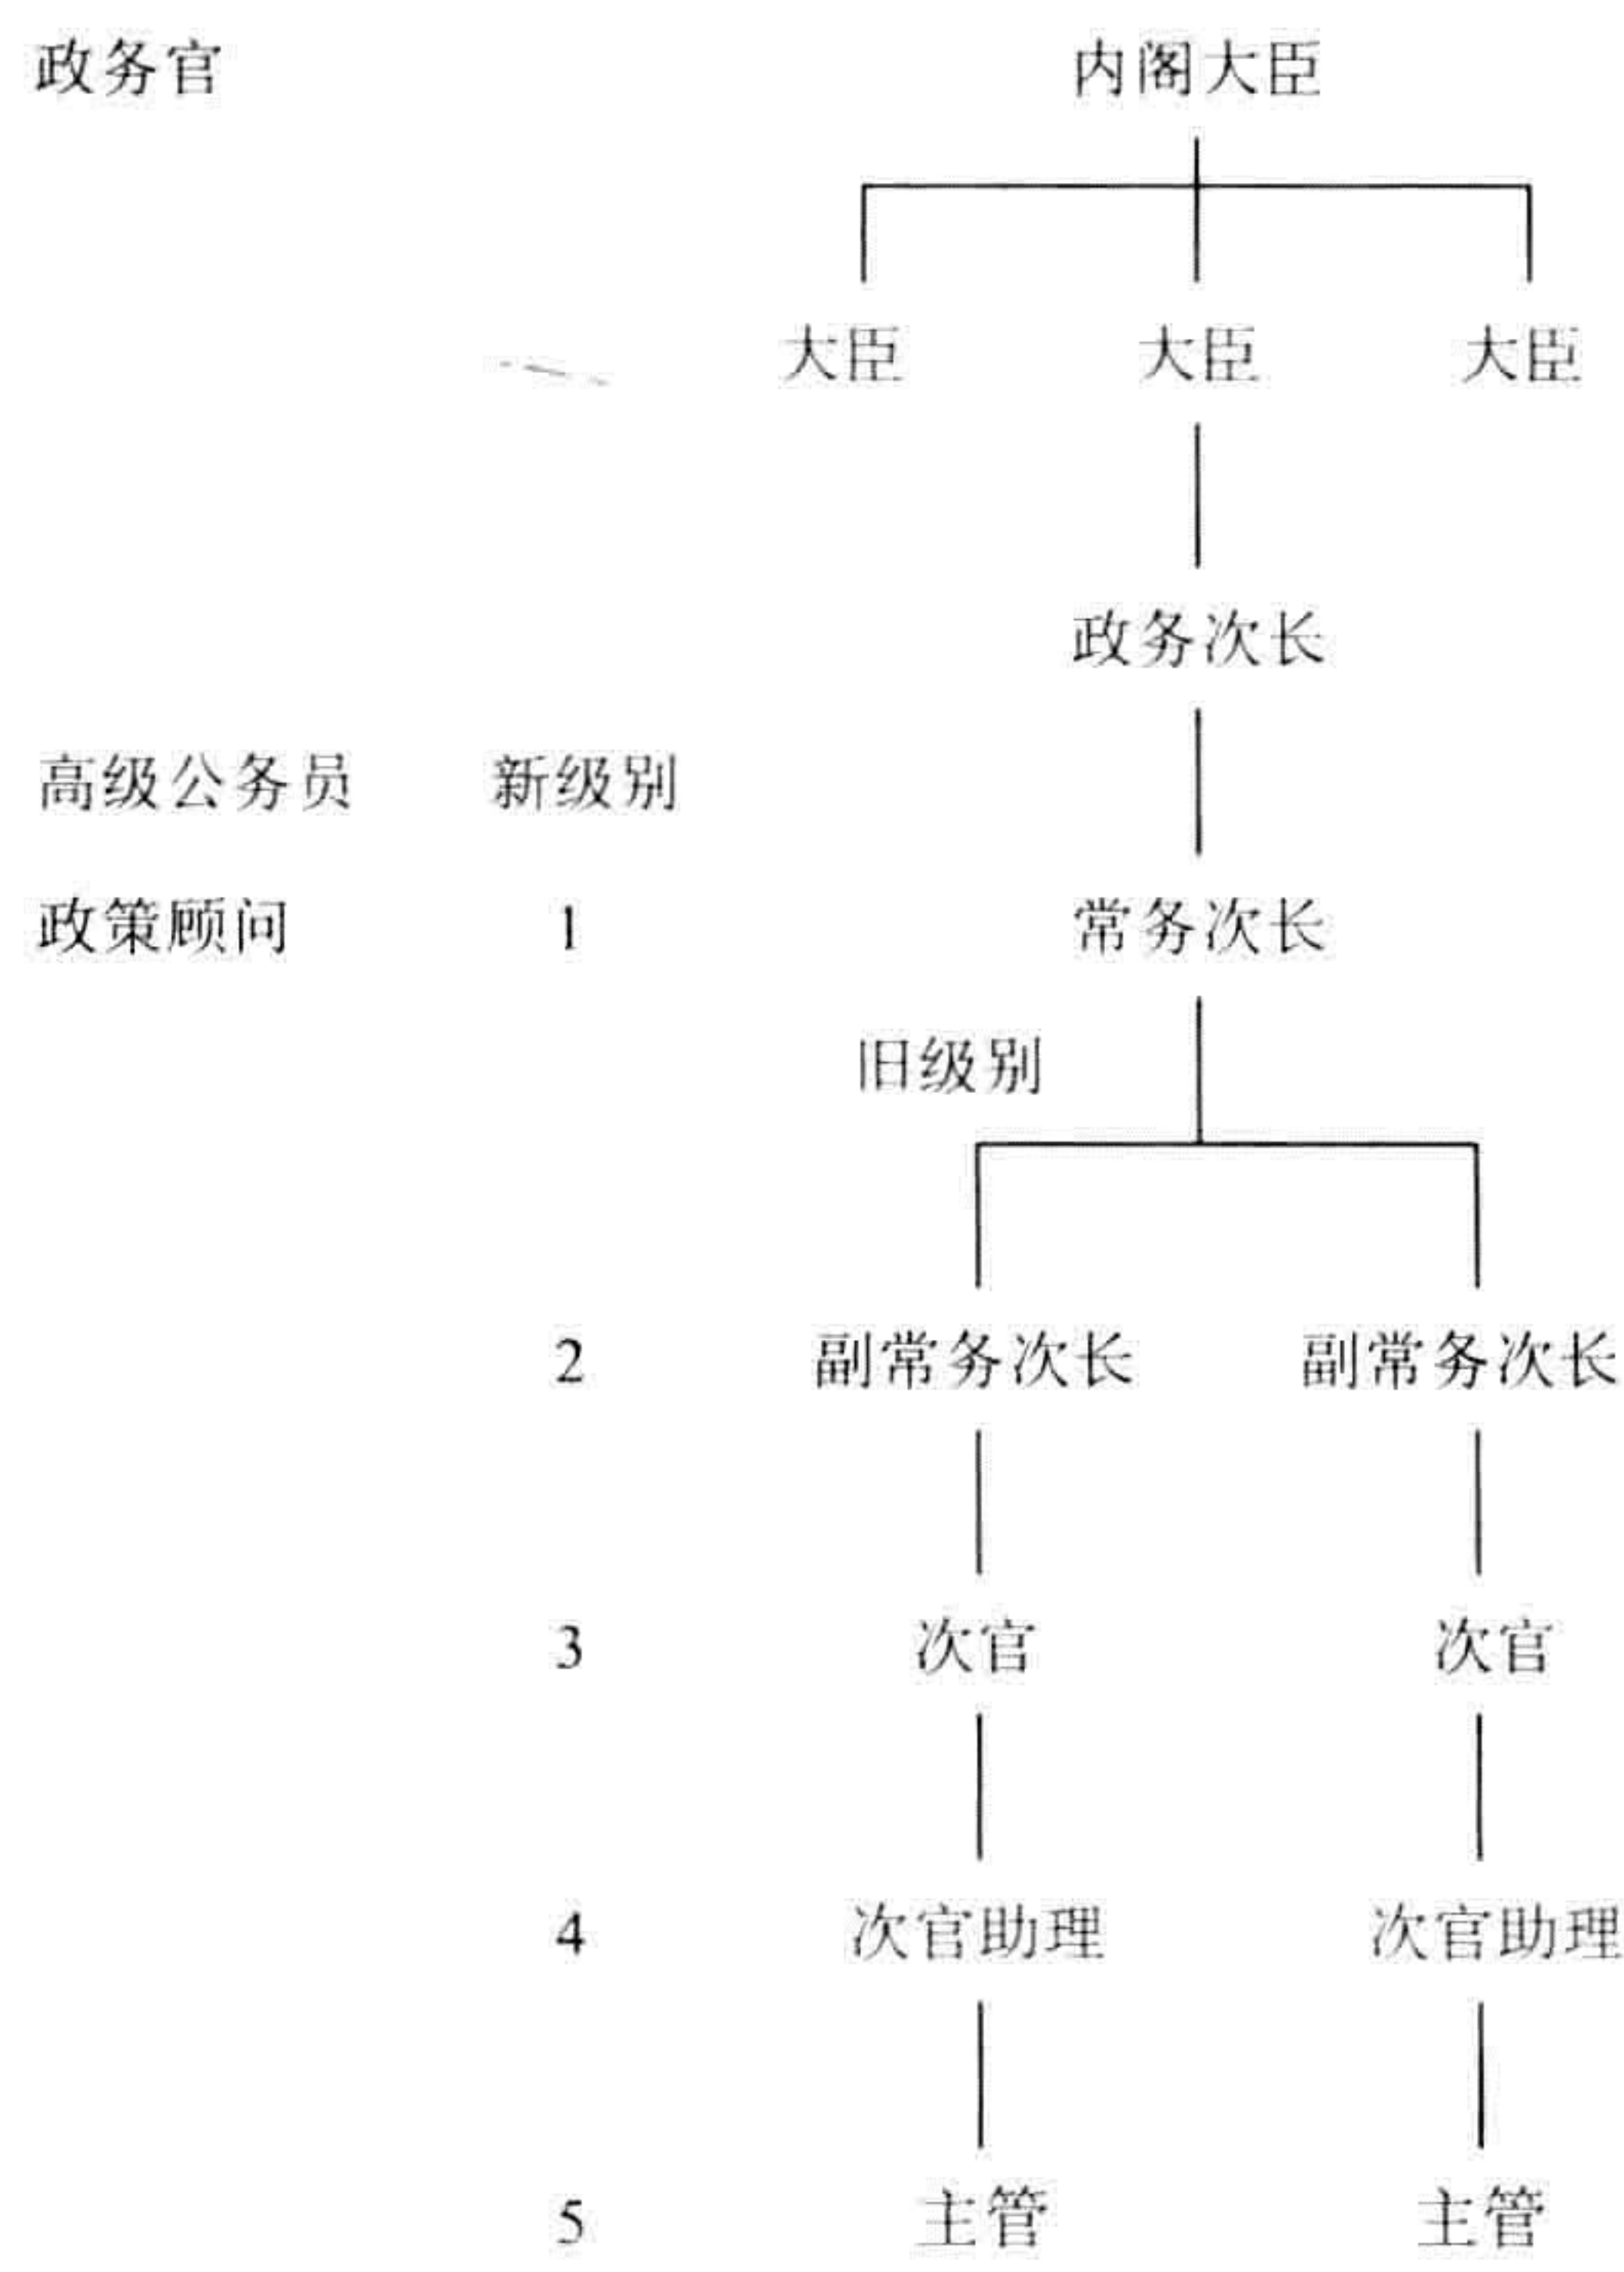 政务官 内阁大臣
大臣 大臣 大臣
政务次长
高级公务员 新级别
政策顾问 1 常务次长
旧级别
2 副常务次长 副常务次长
3 次官 次官
4 次官助理 次官助理
5 主管 主管